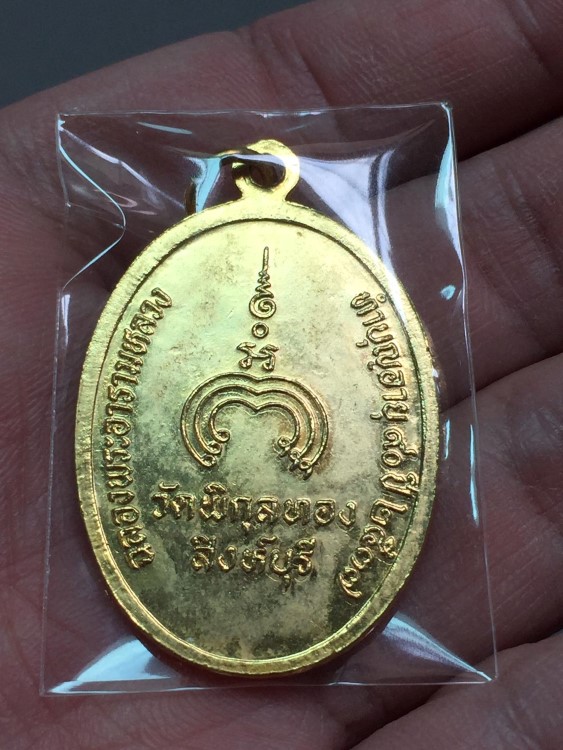 ฉลองพระอารามหลวง
ทำบุญอายุ ๙๐ ปี ๒๕๓๗
วัดพิกุลทอง
สิงห์บุรี